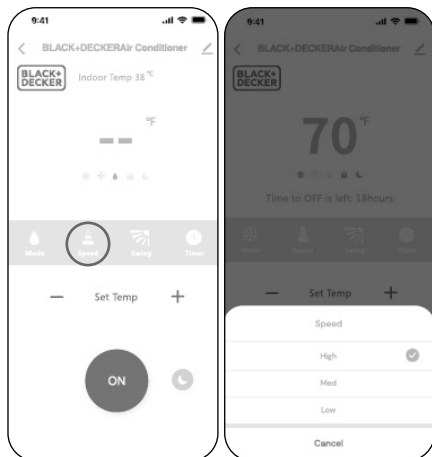 9:41
BLACK+DECKERAir Conditioner
BLACK+
DECKER
Indoor Temp 38 ℃
-- °F
Mode Speed Swing Timer
— Set Temp +
ON
9:41
BLACK+DECKERAir Conditioner
BLACK+
DECKER
70 °F
Time to OFF is left: 18hours
Mode Speed Swing Timer
— Set Temp +
Speed
High
Med
Low
Cancel